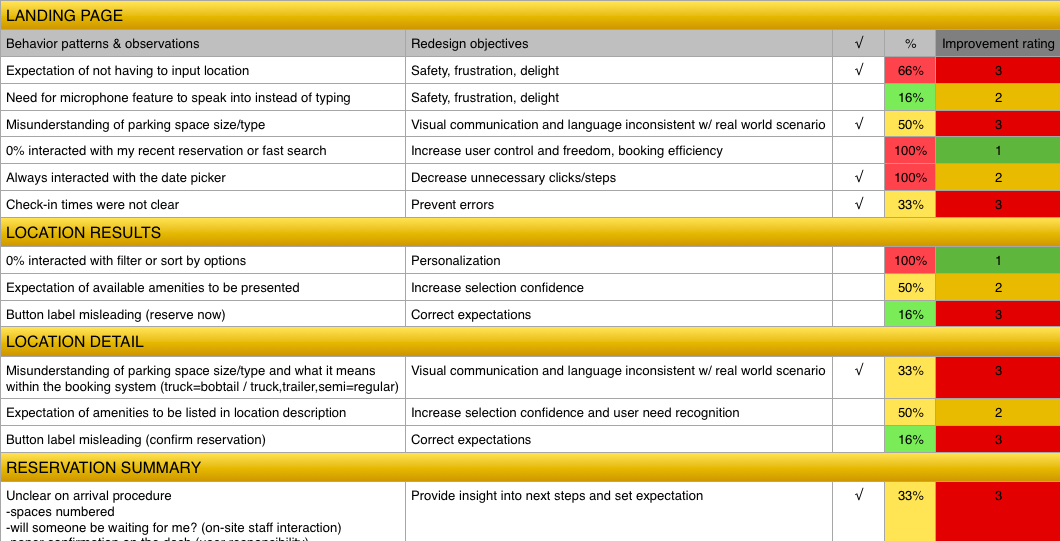 LANDING PAGE
Behavior patterns & observations Redesign objectives √ % Improvement rating
Expectation of not having to input location Safety, frustration, delight √ 66% 3
Need for microphone feature to speak into instead of typing Safety, frustration, delight 16% 2
Misunderstanding of parking space size/type Visual communication and language inconsistent w/ real world scenario √ 50% 3
0% interacted with my recent reservation or fast search Increase user control and freedom, booking efficiency 100% 1
Always interacted with the date picker Decrease unnecessary clicks/steps √ 100% 2
Check-in times were not clear Prevent errors √ 33% 3
LOCATION RESULTS
0% interacted with filter or sort by options Personalization 100% 1
Expectation of available amenities to be presented Increase selection confidence 50% 2
Button label misleading (reserve now) Correct expectations 16% 3
LOCATION DETAIL
Misunderstanding of parking space size/type and what it means Visual communication and language inconsistent w/ real world scenario √ 33% 3
within the booking system (truck=bobtail / truck,trailer,semi=regular)
Expectation of amenities to be listed in location description Increase selection confidence and user need recognition 50% 2
Button label misleading (confirm reservation) Correct expectations 16% 3
RESERVATION SUMMARY
Unclear on arrival procedure Provide insight into next steps and set expectation √ 33% 3
-spaces numbered
-will someone be waiting for me? (on-site staff interaction)
-paper confirmation on the dash (user responsibility)